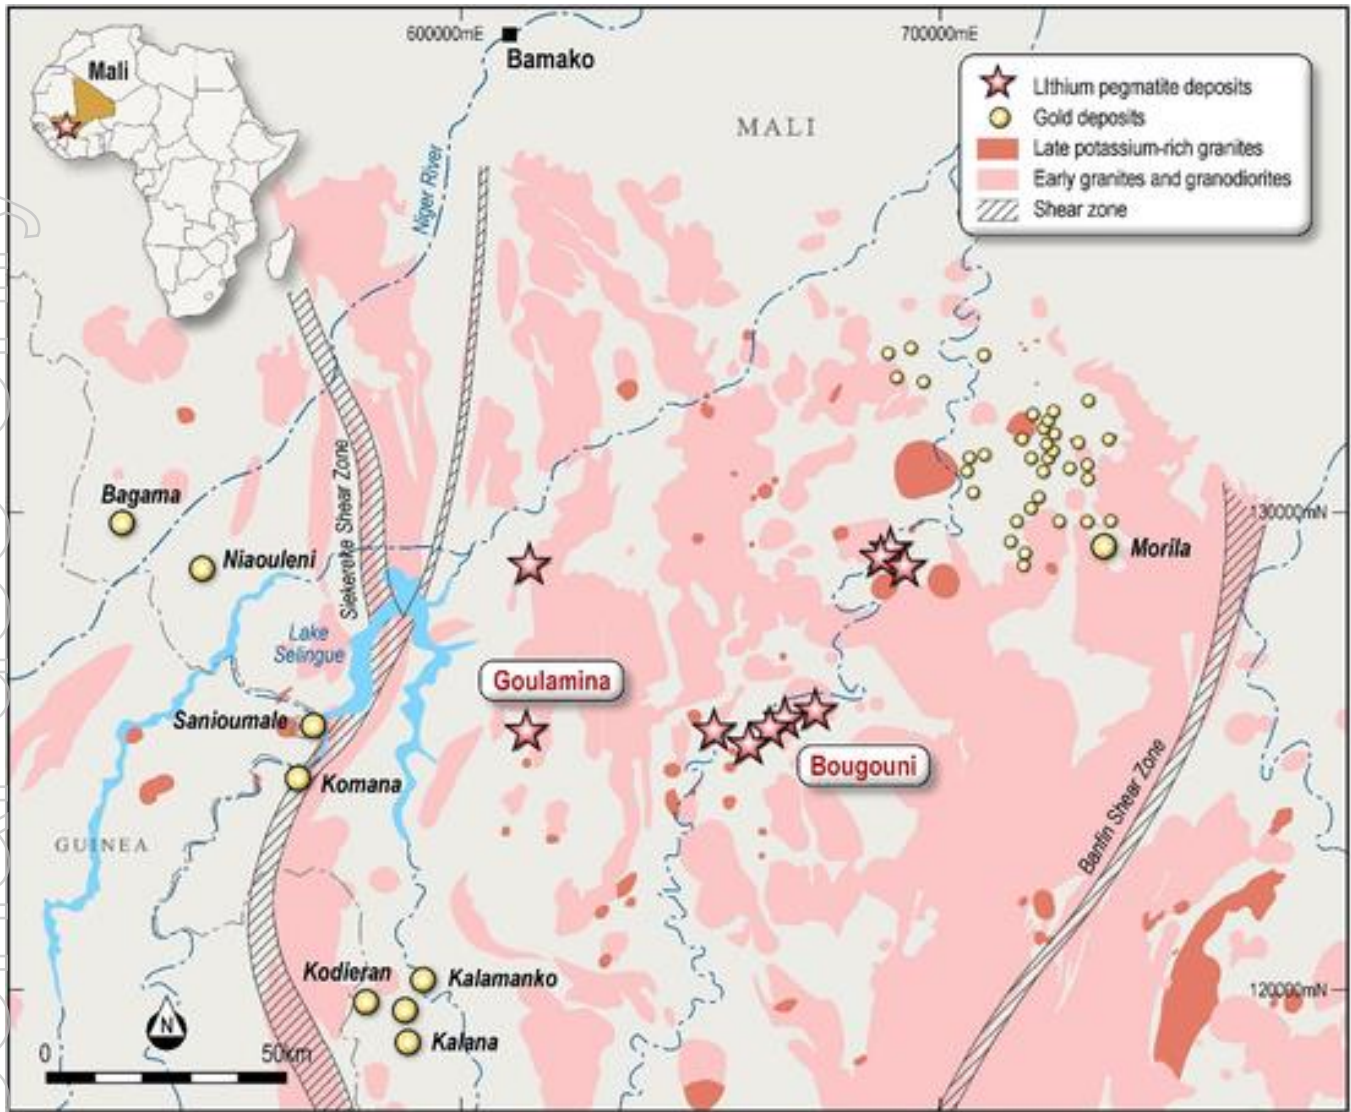 600000mE
700000mE
Bamako
Mali
MALI
LIthium pegmatite deposits
Gold deposits
Late potassium-rich granites
Early granites and granodiorites
Shear zone
Niger River
Siekereke Shear Zone
Bagama
Niaouleni
130000mN
Morila
Lake
Selingue
Goulamina
Sanioumale
Bougouni
Komana
Banfin Shear Zone
GUINEA
Kodieran
Kalamanko
120000mN
Kalana
N
0
50km